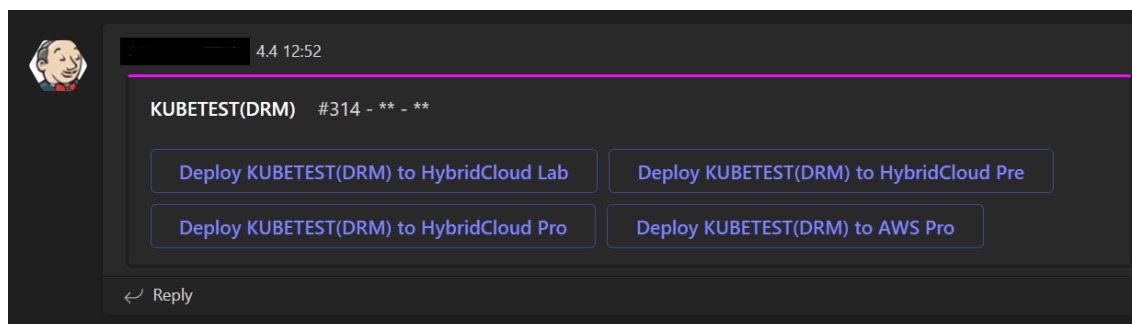 4.4 12:52
KUBETEST(DRM) #314 - ** - **
Deploy KUBETEST(DRM) to HybridCloud Lab
Deploy KUBETEST(DRM) to HybridCloud Pre
Deploy KUBETEST(DRM) to HybridCloud Pro
Deploy KUBETEST(DRM) to AWS Pro
Reply